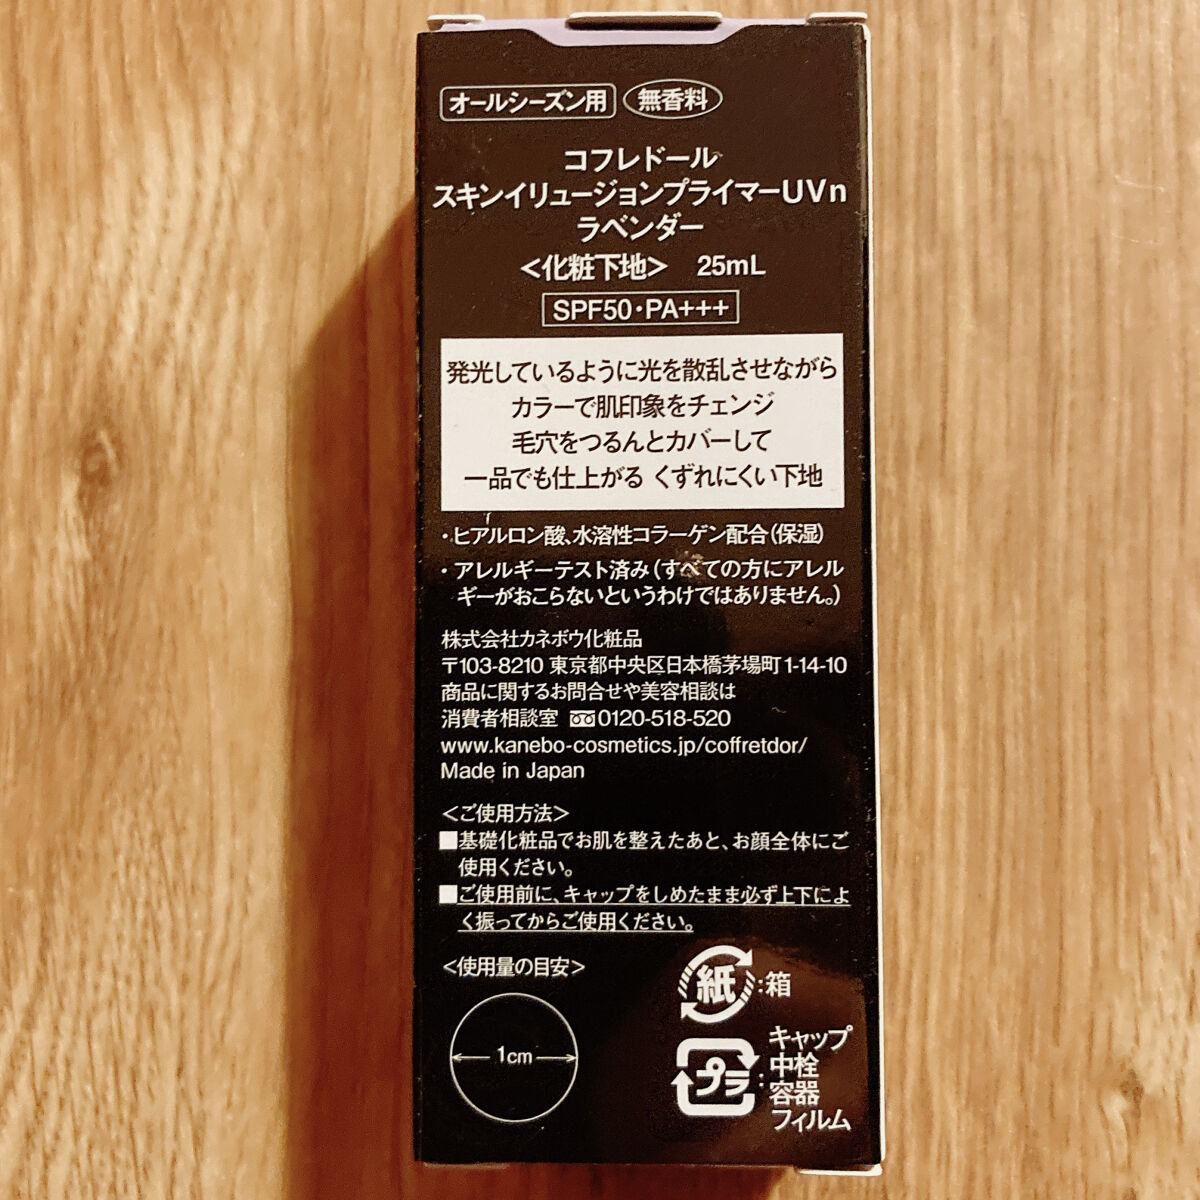 オールシーズン用 無香料
コフレドール
スキンイリュージョンプライマーUVn
ラベンダー
<化粧下地> 25mL
SPF50・PA+++
発光しているように光を散乱させながら
カラーで肌印象をチェンジ
毛穴をつるんとカバーして
一品でも仕上がる くずれにくい下地
・ヒアルロン酸、水溶性コラーゲン配合(保湿)
・アレルギーテスト済み(すべての方にアレル
ギーがおこらないというわけではありません。)
株式会社カネボウ化粧品
〒103-8210 東京都中央区日本橋茅場町1-14-10
商品に関するお問合せや美容相談は
消費者相談室 0120-518-520
www.kanebo-cosmetics.jp/coffretdor/
Made in Japan
<ご使用方法>
■基礎化粧品でお肌を整えたあと、お顔全体にご
使用ください。
■ご使用前に、キャップをしめたまま必ず上下によ
く振ってからご使用ください。
<使用量の目安>
1cm
紙:箱
プラ:キャップ
中栓
容器
フィルム